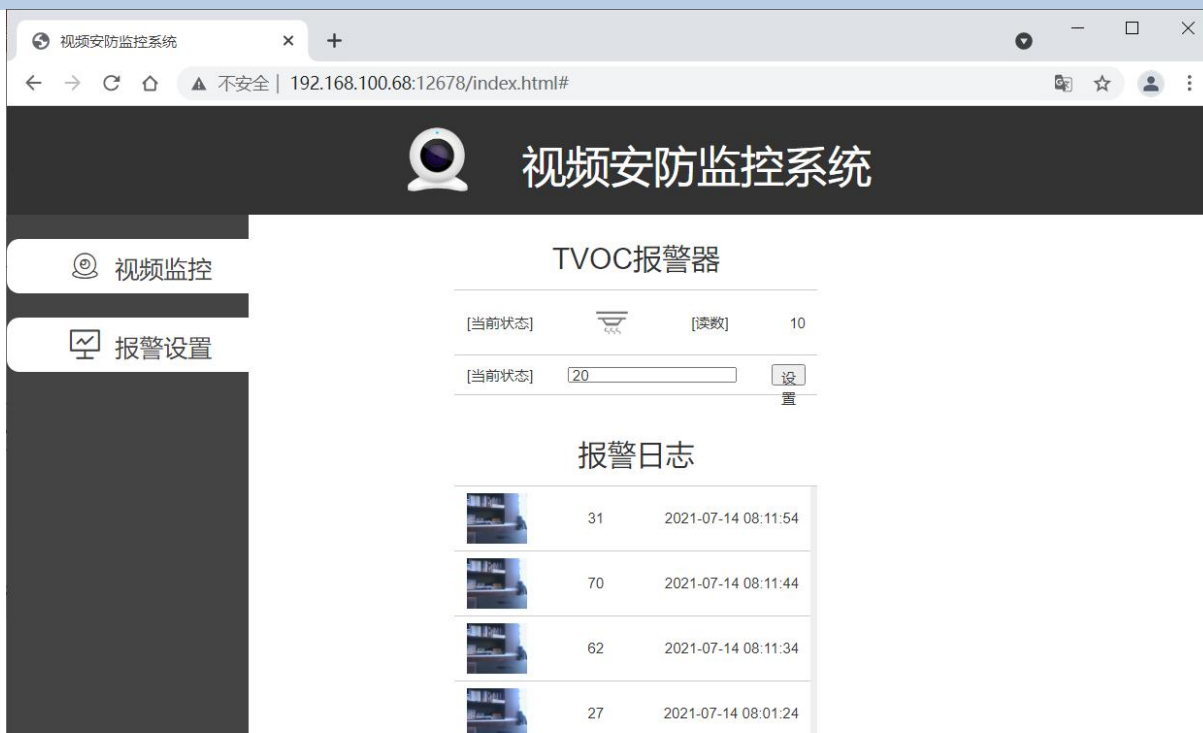 视频安防监控系统
不安全 | 192.168.100.68:12678/index.html#
视频安防监控系统
视频监控
报警设置
TVOC报警器
[当前状态] [读数] 10
[当前状态] 20 设置
报警日志
31 2021-07-14 08:11:54
70 2021-07-14 08:11:44
62 2021-07-14 08:11:34
27 2021-07-14 08:01:24